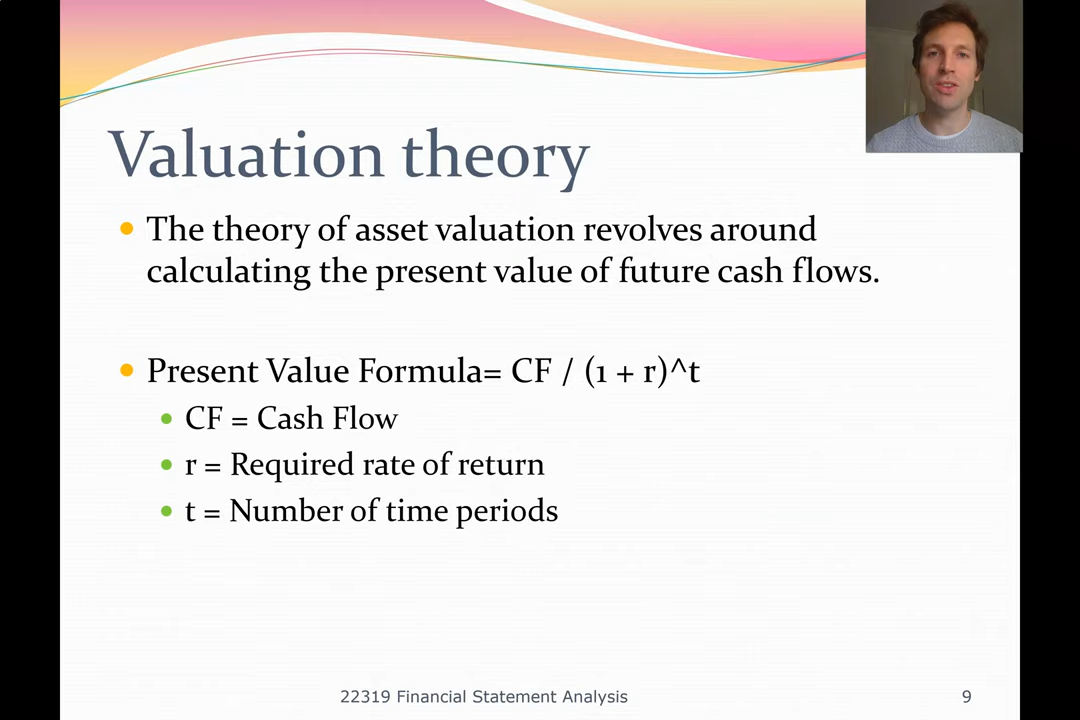 Valuation theory
The theory of asset valuation revolves around
calculating the present value of future cash flows.
Present Value Formula= CF / (1 + r)^t
CF = Cash Flow
r = Required rate of return
t = Number of time periods
22319 Financial Statement Analysis
9